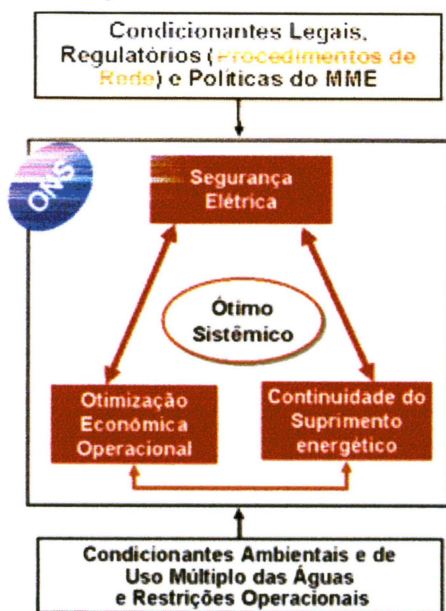 Condicionantes Legais,
Regulatórios (Procedimentos de
Rede) e Políticas do MME
ONS
Segurança
Elétrica
Ótimo
Sistêmico
Otimização
Econômica
Operacional
Continuidade do
Suprimento
energético
Condicionantes Ambientais e de
Uso Múltiplo das Águas
e Restrições Operacionais